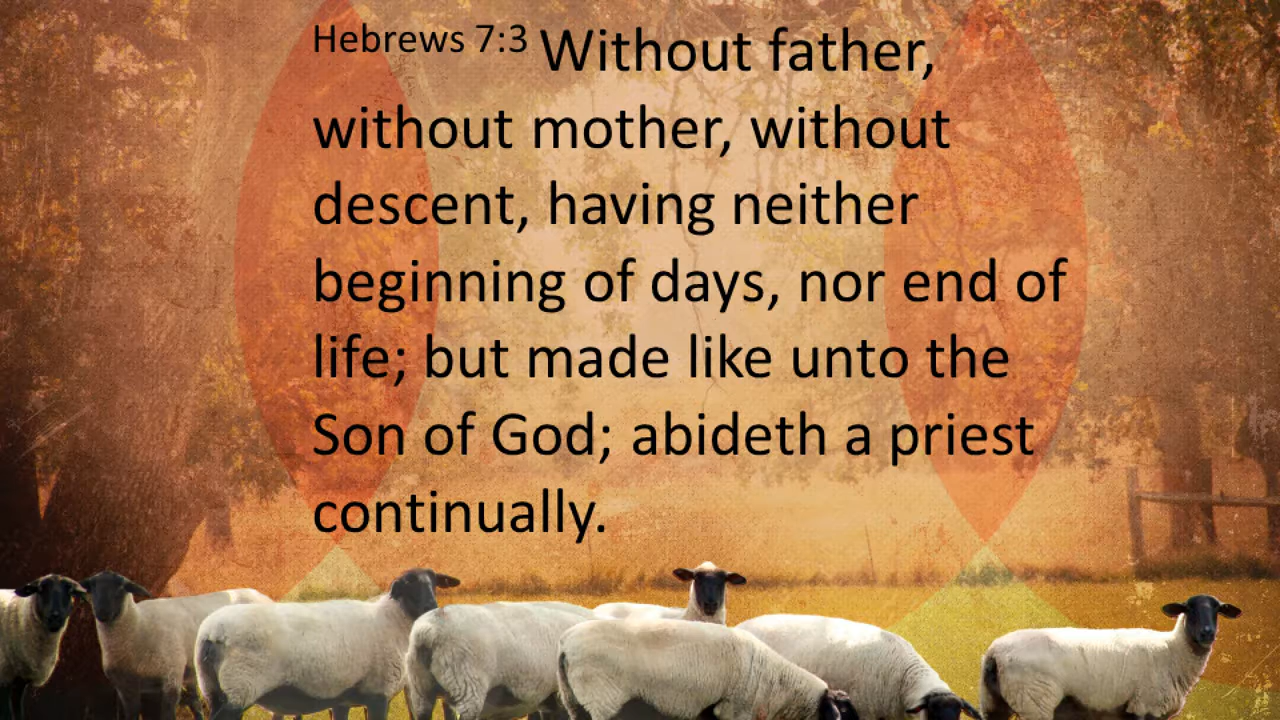 Hebrews 7:3 Without father,
without mother, without
descent, having neither
beginning of days, nor end of
life; but made like unto the
Son of God; abideth a priest
continually.